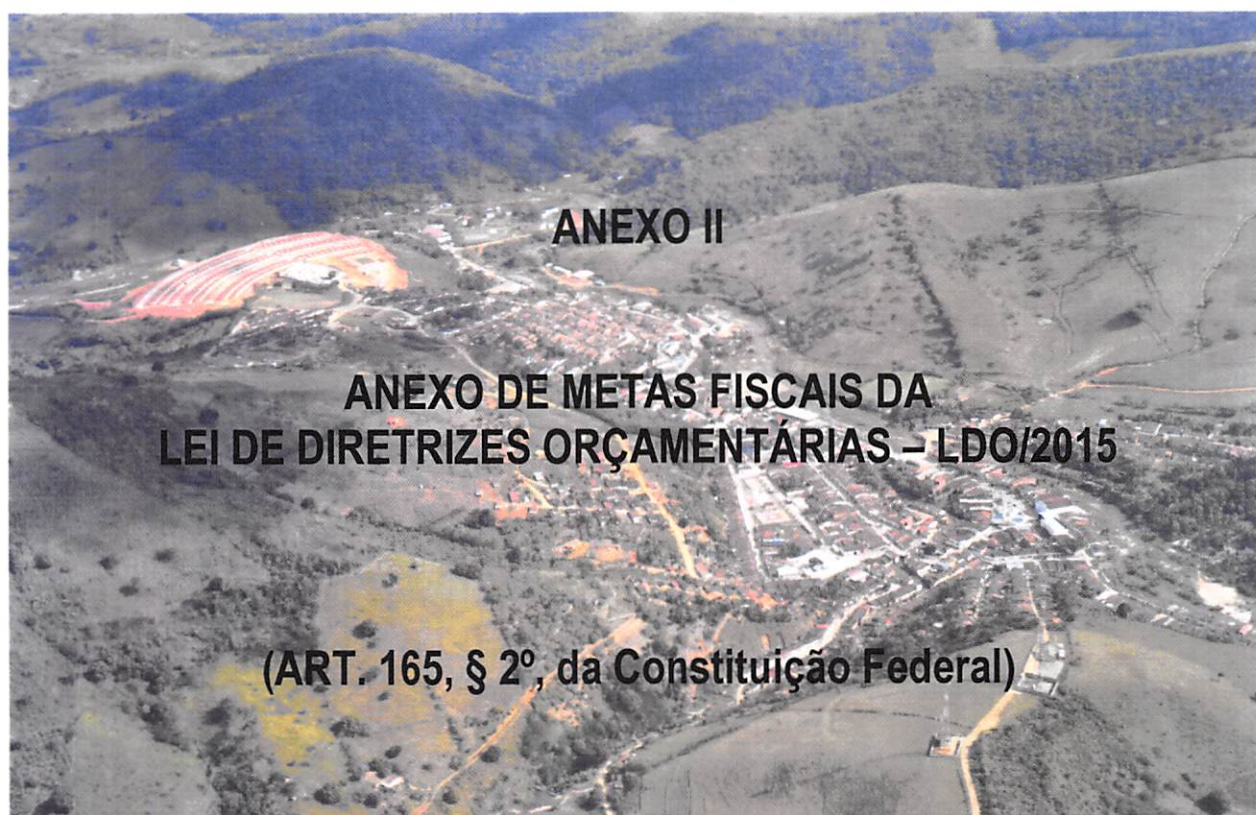 ANEXO II
ANEXO DE METAS FISCAIS DA
LEI DE DIRETRIZES ORÇAMENTÁRIAS – LDO/2015
(ART. 165, § 2º, da Constituição Federal)